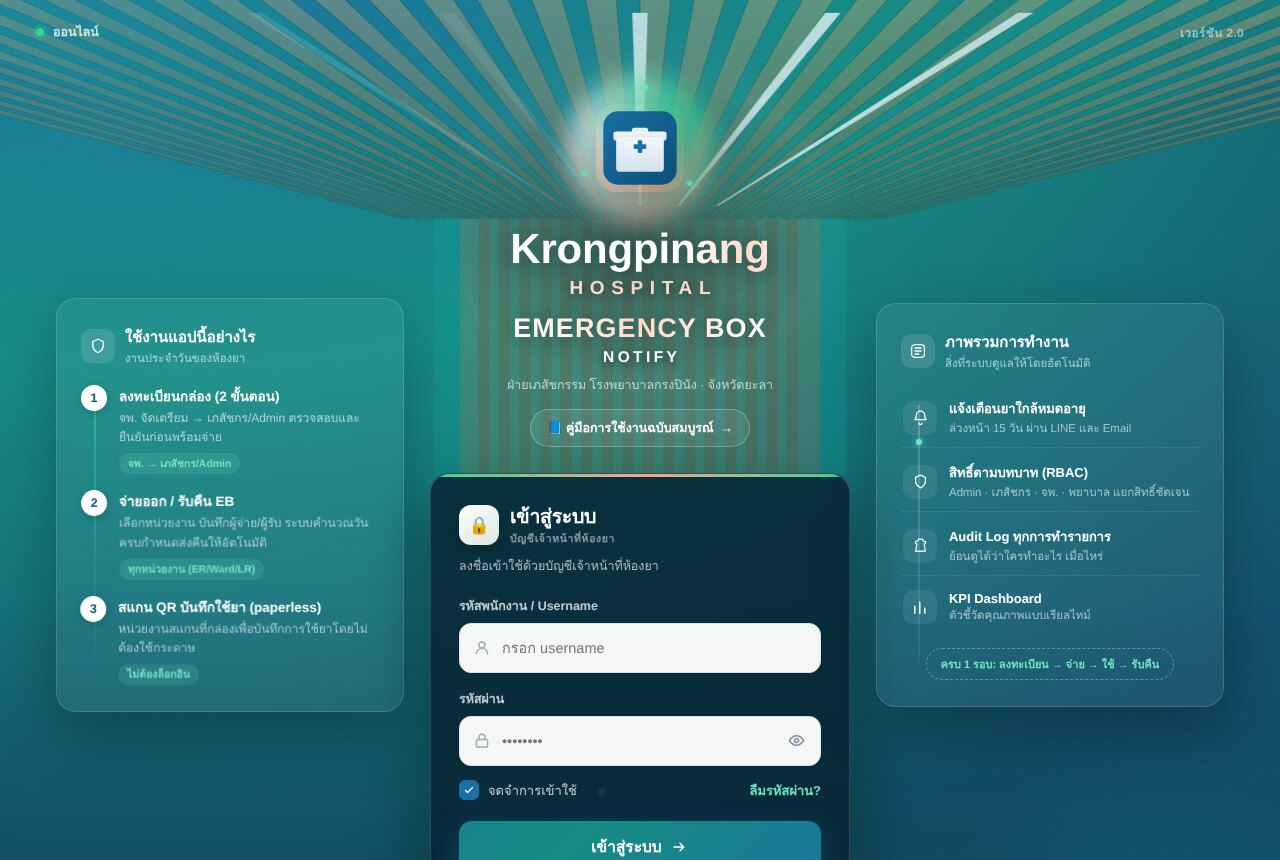 ออนไลน์
เวอร์ชัน 2.0
Krongpinang
HOSPITAL
EMERGENCY BOX
NOTIFY
ฝ่ายเภสัชกรรม โรงพยาบาลกรงปินัง · จังหวัดยะลา
📘 คู่มือการใช้งานฉบับสมบูรณ์ →
ใช้งานแอปนี้อย่างไร
งานประจำวันของห้องยา
1
ลงทะเบียนกล่อง (2 ขั้นตอน)
จพ. จัดเตรียม → เภสัชกร/Admin ตรวจสอบและ
ยืนยันก่อนพร้อมจ่าย
จพ. → เภสัชกร/Admin
2
จ่ายออก / รับคืน EB
เลือกหน่วยงาน บันทึกผู้จ่าย/ผู้รับ ระบบคำนวณวัน
ครบกำหนดส่งคืนให้อัตโนมัติ
ทุกหน่วยงาน (ER/Ward/LR)
3
สแกน QR บันทึกใช้ยา (paperless)
หน่วยงานสแกนที่กล่องเพื่อบันทึกการใช้ยาโดยไม่
ต้องใช้กระดาษ
ไม่ต้องล็อกอิน
🔒
เข้าสู่ระบบ
บัญชีเจ้าหน้าที่ห้องยา
ลงชื่อเข้าใช้ด้วยบัญชีเจ้าหน้าที่ห้องยา
รหัสพนักงาน / Username
กรอก username
รหัสผ่าน
••••••••
จดจำการเข้าใช้
ลืมรหัสผ่าน?
เข้าสู่ระบบ →
ภาพรวมการทำงาน
สิ่งที่ระบบดูแลให้โดยอัตโนมัติ
แจ้งเตือนยาใกล้หมดอายุ
ล่วงหน้า 15 วัน ผ่าน LINE และ Email
สิทธิ์ตามบทบาท (RBAC)
Admin · เภสัชกร · จพ. · พยาบาล แยกสิทธิ์ชัดเจน
Audit Log ทุกการทำรายการ
ย้อนดูได้ว่าใครทำอะไร เมื่อไหร่
KPI Dashboard
ตัวชี้วัดคุณภาพแบบเรียลไทม์
ครบ 1 รอบ: ลงทะเบียน → จ่าย → ใช้ → รับคืน